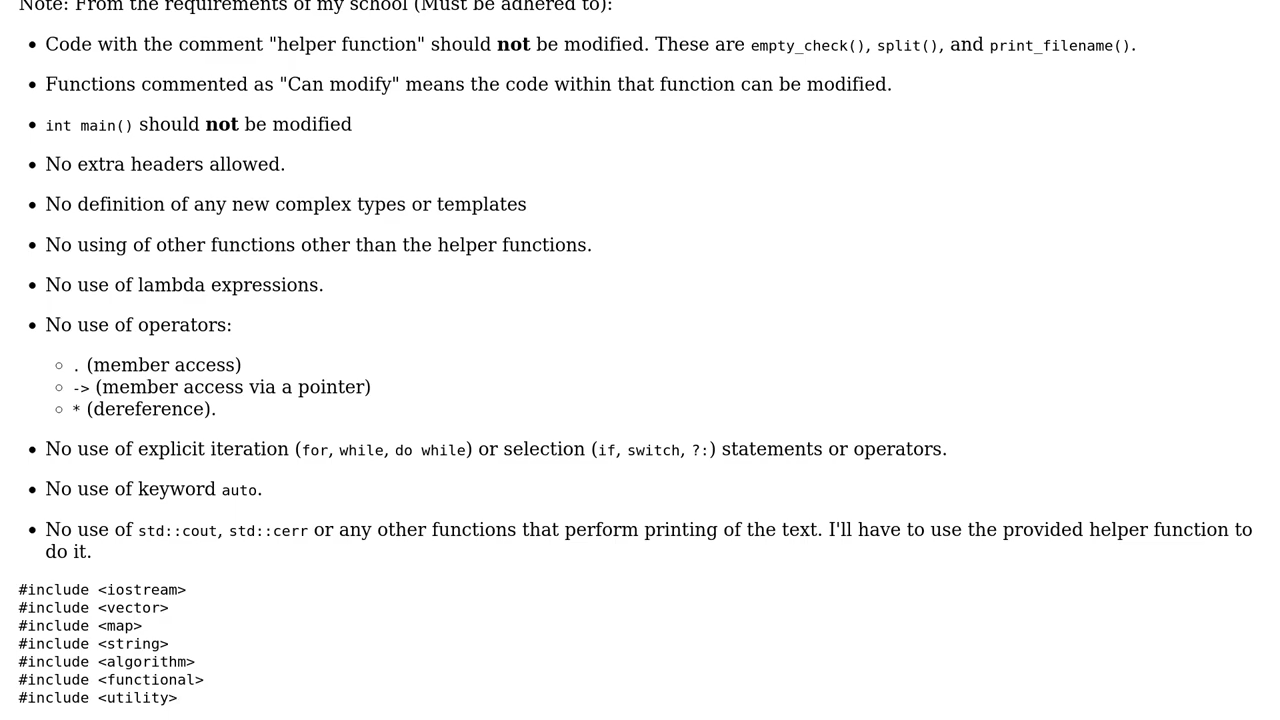 Note: From the requirements of my school (Must be adhered to):
• Code with the comment "helper function" should not be modified. These are empty_check(), split(), and print_filename().
• Functions commented as "Can modify" means the code within that function can be modified.
• int main() should not be modified
• No extra headers allowed.
• No definition of any new complex types or templates
• No using of other functions other than the helper functions.
• No use of lambda expressions.
• No use of operators:
◦ . (member access)
◦ -> (member access via a pointer)
◦ * (dereference).
• No use of explicit iteration (for, while, do while) or selection (if, switch, ?:) statements or operators.
• No use of keyword auto.
• No use of std::cout, std::cerr or any other functions that perform printing of the text. I'll have to use the provided helper function to
do it.
#include <iostream>
#include <vector>
#include <map>
#include <string>
#include <algorithm>
#include <functional>
#include <utility>